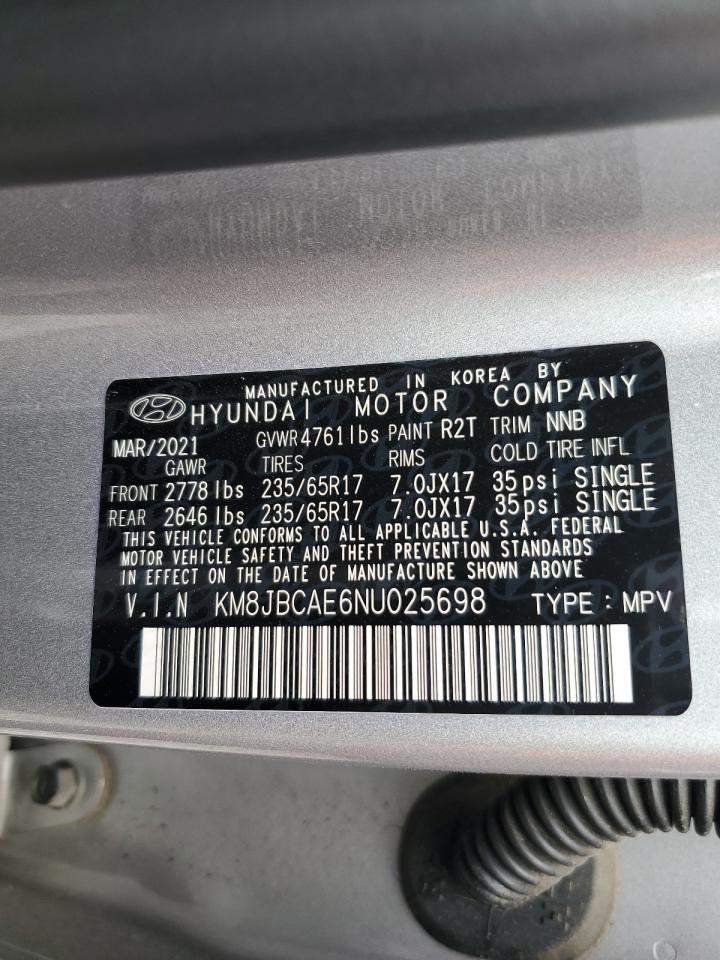 MANUFACTURED IN KOREA BY
HYUNDAI MOTOR COMPANY
MAR/2021 GVWR 4761 lbs PAINT R2T TRIM NNB
GAWR TIRES RIMS COLD TIRE INFL
FRONT 2778 lbs 235/65R17 7.0JX17 35psi SINGLE
REAR 2646 lbs 235/65R17 7.0JX17 35psi SINGLE
THIS VEHICLE CONFORMS TO ALL APPLICABLE U.S.A. FEDERAL
MOTOR VEHICLE SAFETY AND THEFT PREVENTION STANDARDS
IN EFFECT ON THE DATE OF MANUFACTURE SHOWN ABOVE
V.I.N KM8JBCAE6NU025698 TYPE : MPV